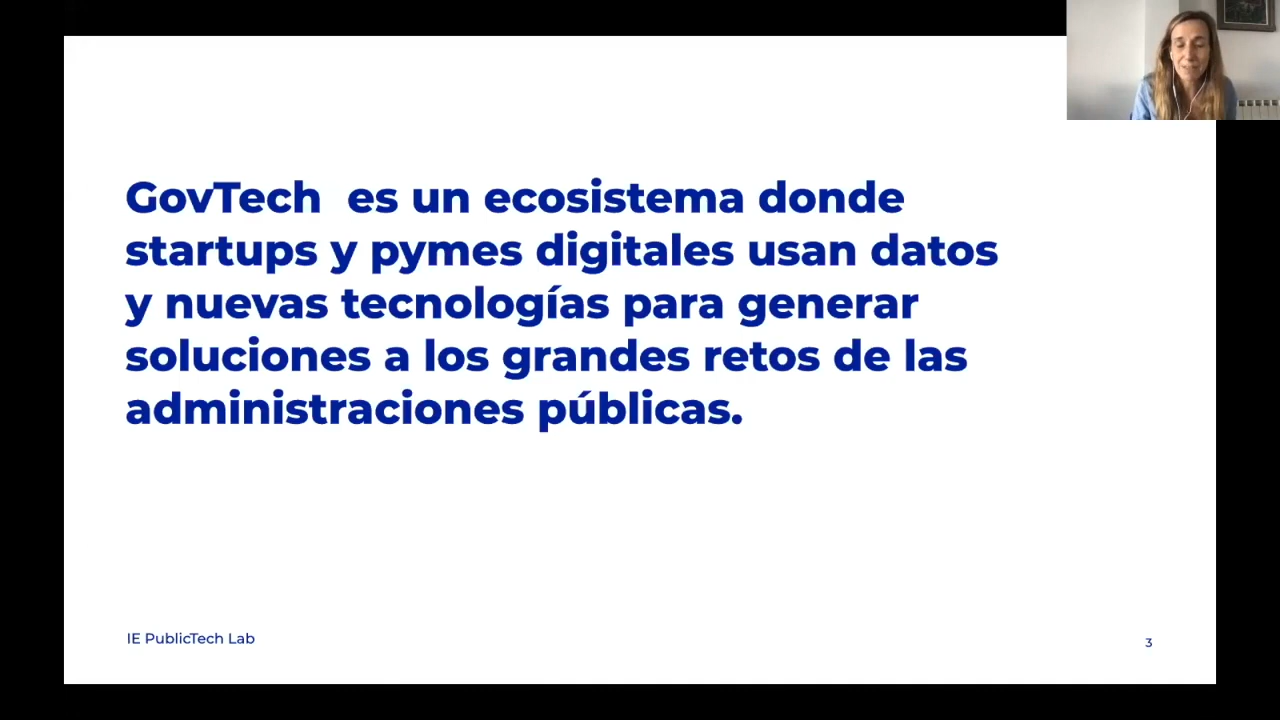 GovTech es un ecosistema donde
startups y pymes digitales usan datos
y nuevas tecnologías para generar
soluciones a los grandes retos de las
administraciones públicas.
IE PublicTech Lab
3